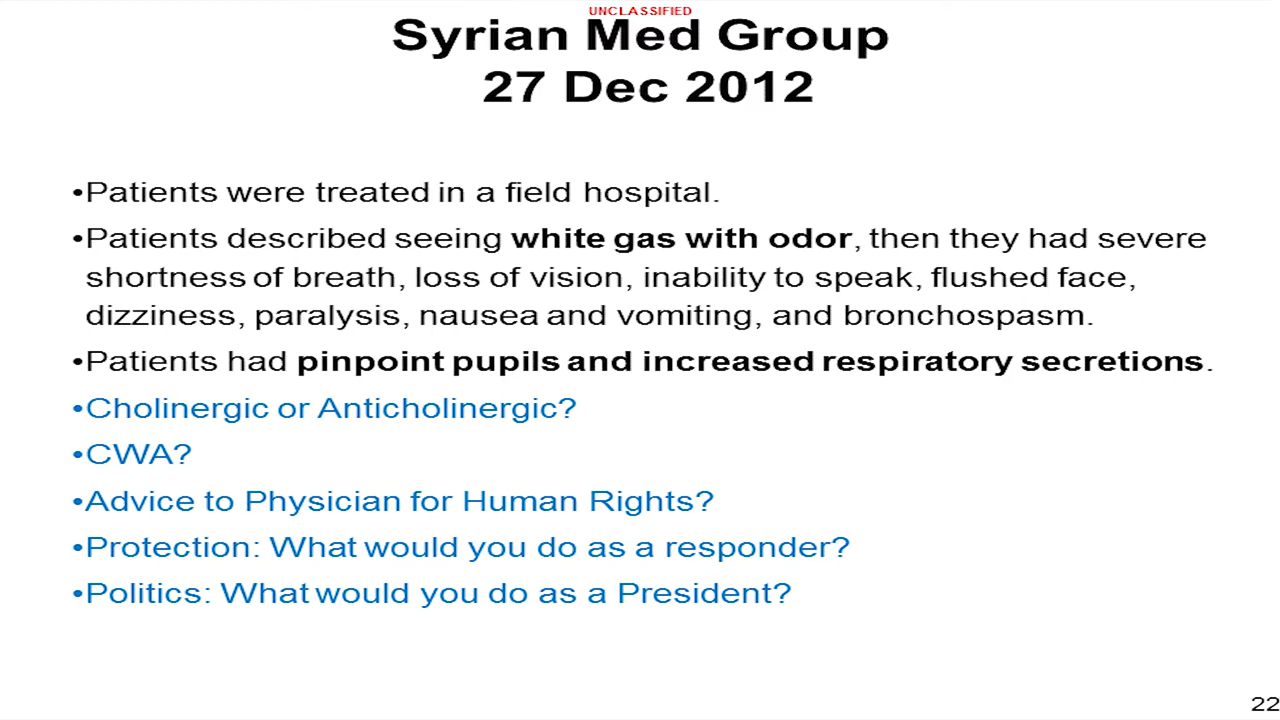 UNCLASSIFIED
Syrian Med Group
27 Dec 2012
•Patients were treated in a field hospital.
•Patients described seeing white gas with odor, then they had severe
shortness of breath, loss of vision, inability to speak, flushed face,
dizziness, paralysis, nausea and vomiting, and bronchospasm.
•Patients had pinpoint pupils and increased respiratory secretions.
•Cholinergic or Anticholinergic?
•CWA?
•Advice to Physician for Human Rights?
•Protection: What would you do as a responder?
•Politics: What would you do as a President?
22